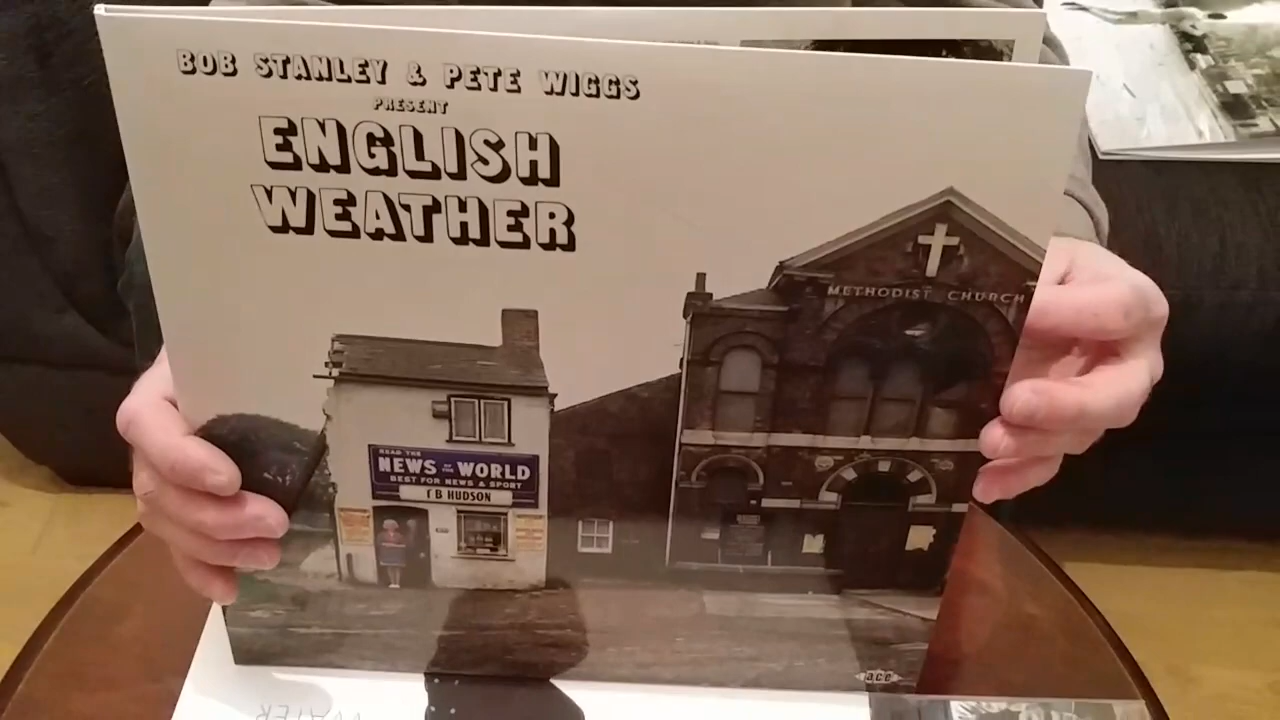 BOB STANLEY & PETE WIGGS
PRESENT
ENGLISH
WEATHER
METHODIST CHURCH
READ THE
NEWS OF THE WORLD
BEST FOR NEWS & SPORT
B HUDSON
ace